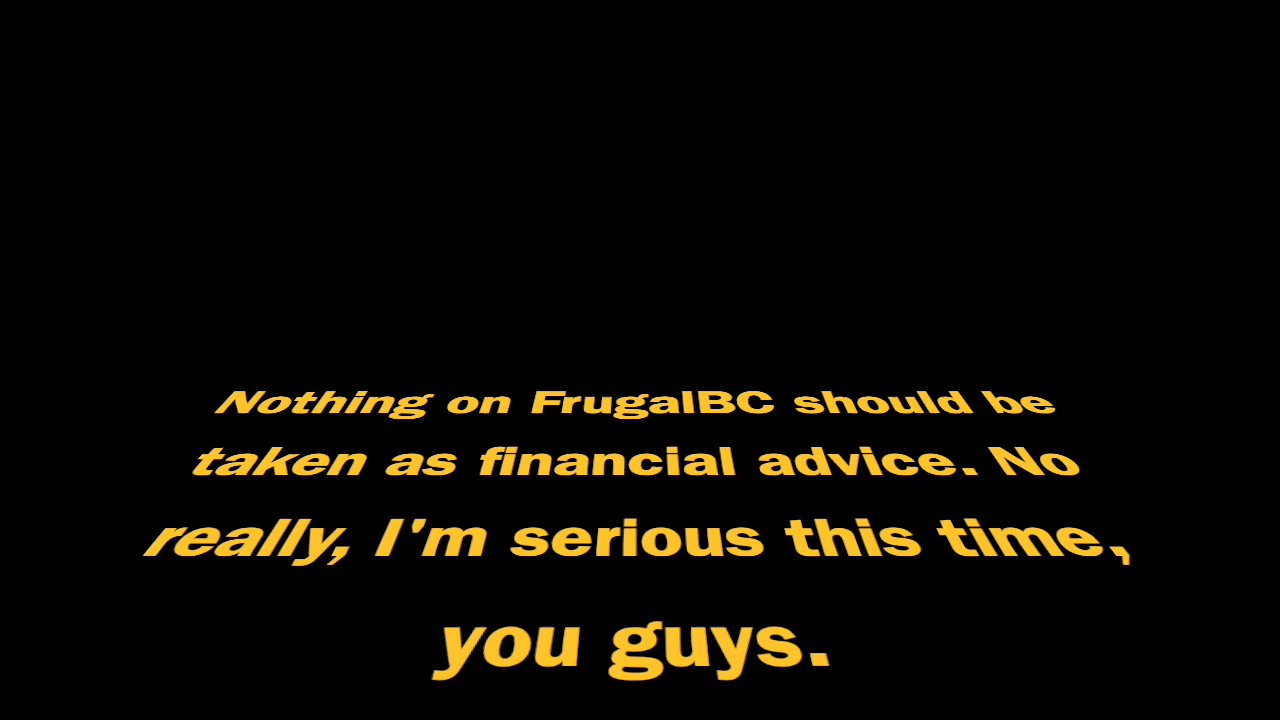 Nothing on FrugalBC should be
taken as financial advice. No
really, I'm serious this time,
you guys.